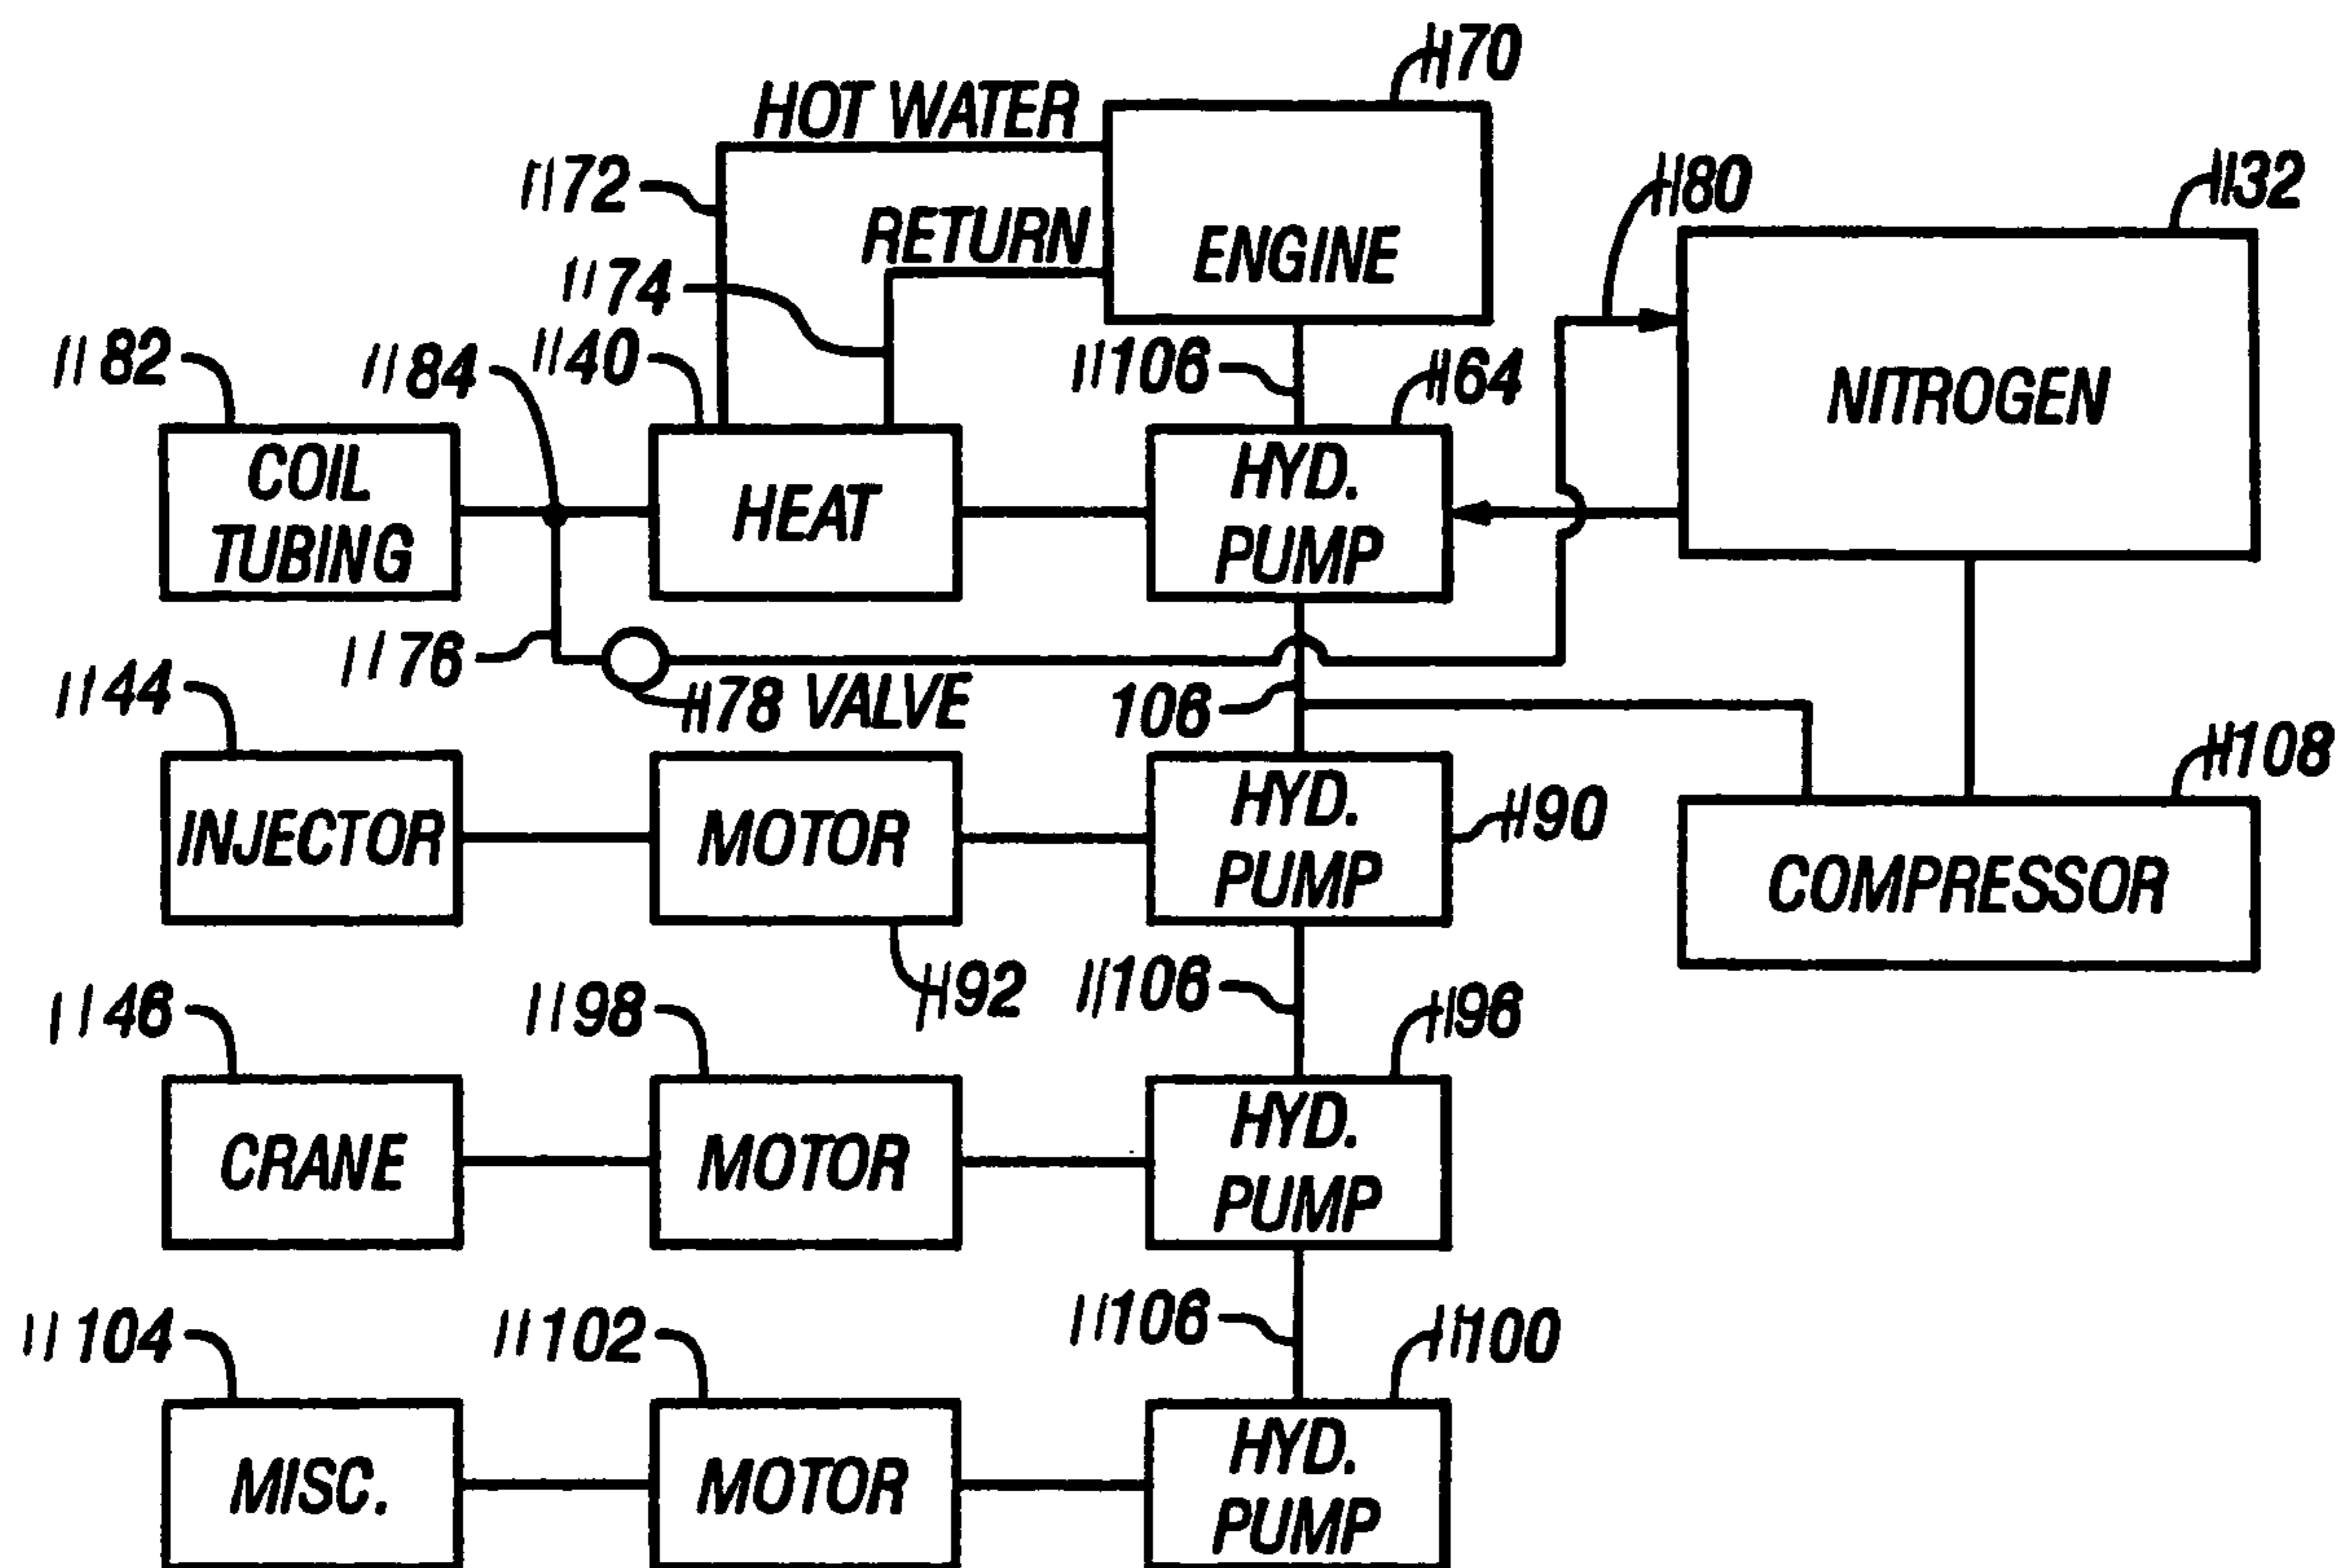 1170
HOT WATER
1172
RETURN
ENGINE
1180
1132
1174
1182
1184
1140
11106
1164
NITROGEN
COIL
TUBING
HEAT
HYD.
PUMP
1176
1144
1178 VALVE
106
11108
INJECTOR
MOTOR
HYD.
PUMP
1190
COMPRESSOR
1192
1146
1198
11106
1196
CRANE
MOTOR
HYD.
PUMP
11104
11102
11106
11100
MISC.
MOTOR
HYD.
PUMP